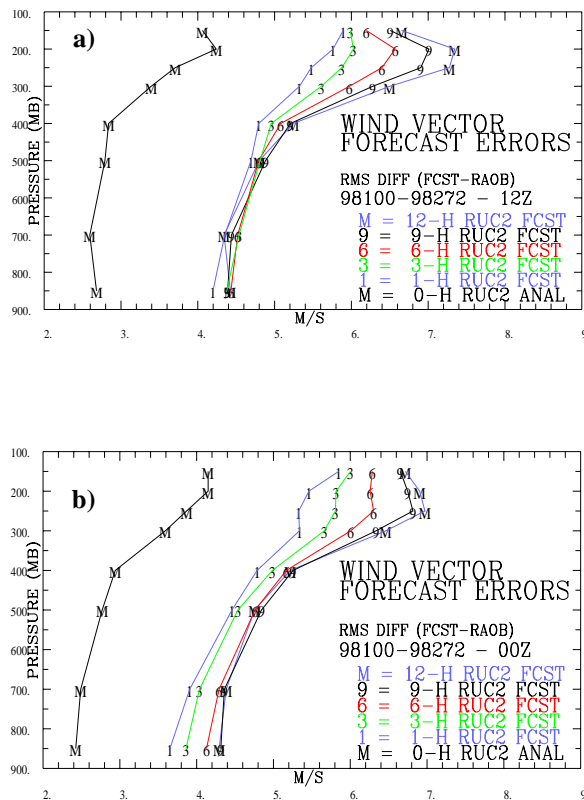 100.
200.
300.
400.
500.
600.
700.
800.
900.
PRESSURE (MB)
a)
WIND VECTOR
FORECAST ERRORS
RMS DIFF (FCST-RAOB)
98100-98272 - 12Z
M = 12-H RUC2 FCST
9 = 9-H RUC2 FCST
6 = 6-H RUC2 FCST
3 = 3-H RUC2 FCST
1 = 1-H RUC2 FCST
M = 0-H RUC2 ANAL
2. 3. 4. 5. 6. 7. 8. 9
M/S
100.
200.
300.
400.
500.
600.
700.
800.
900.
PRESSURE (MB)
b)
WIND VECTOR
FORECAST ERRORS
RMS DIFF (FCST-RAOB)
98100-98272 - 00Z
M = 12-H RUC2 FCST
9 = 9-H RUC2 FCST
6 = 6-H RUC2 FCST
3 = 3-H RUC2 FCST
1 = 1-H RUC2 FCST
M = 0-H RUC2 ANAL
M/S
2. 3. 4. 5. 6. 7. 8. 9